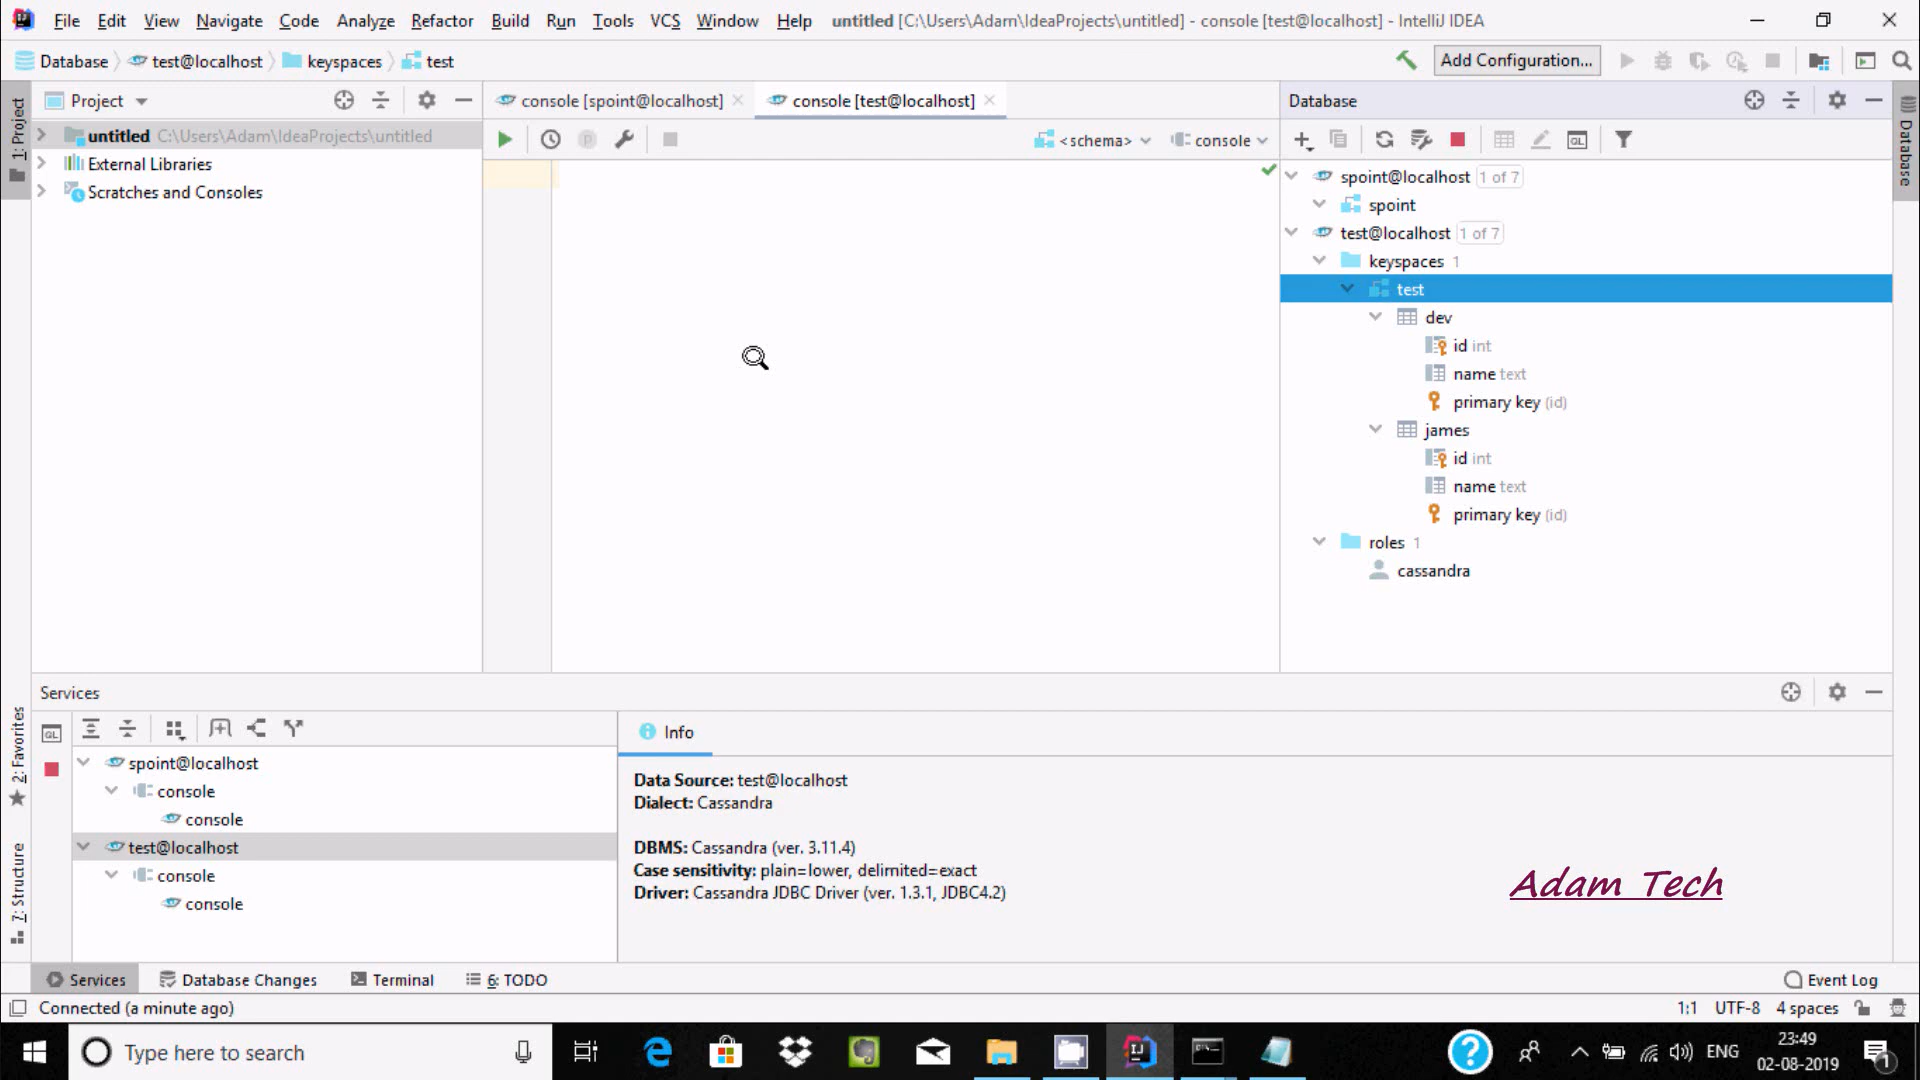 File Edit View Navigate Code Analyze Refactor Build Run Tools VCS Window Help untitled [C:\Users\Adam\IdeaProjects\untitled] - console [test@localhost] - IntelliJ IDEA
Database test@localhost keyspaces test Add Configuration...
1: Project
Project
untitled C:\Users\Adam\IdeaProjects\untitled
External Libraries
Scratches and Consoles
console [spoint@localhost] console [test@localhost]
<schema> console
Database
Database
spoint@localhost 1 of 7
spoint
test@localhost 1 of 7
keyspaces 1
test
dev
id int
name text
primary key (id)
james
id int
name text
primary key (id)
roles 1
cassandra
Services
2: Favorites
7: Structure
QL
spoint@localhost
console
console
test@localhost
console
console
Info
Data Source: test@localhost
Dialect: Cassandra
DBMS: Cassandra (ver. 3.11.4)
Case sensitivity: plain=lower, delimited=exact
Driver: Cassandra JDBC Driver (ver. 1.3.1, JDBC4.2)
Adam Tech
Services Database Changes Terminal 6: TODO Event Log
Connected (a minute ago) 1:1 UTF-8 4 spaces
Type here to search ENG 23:49
02-08-2019 1